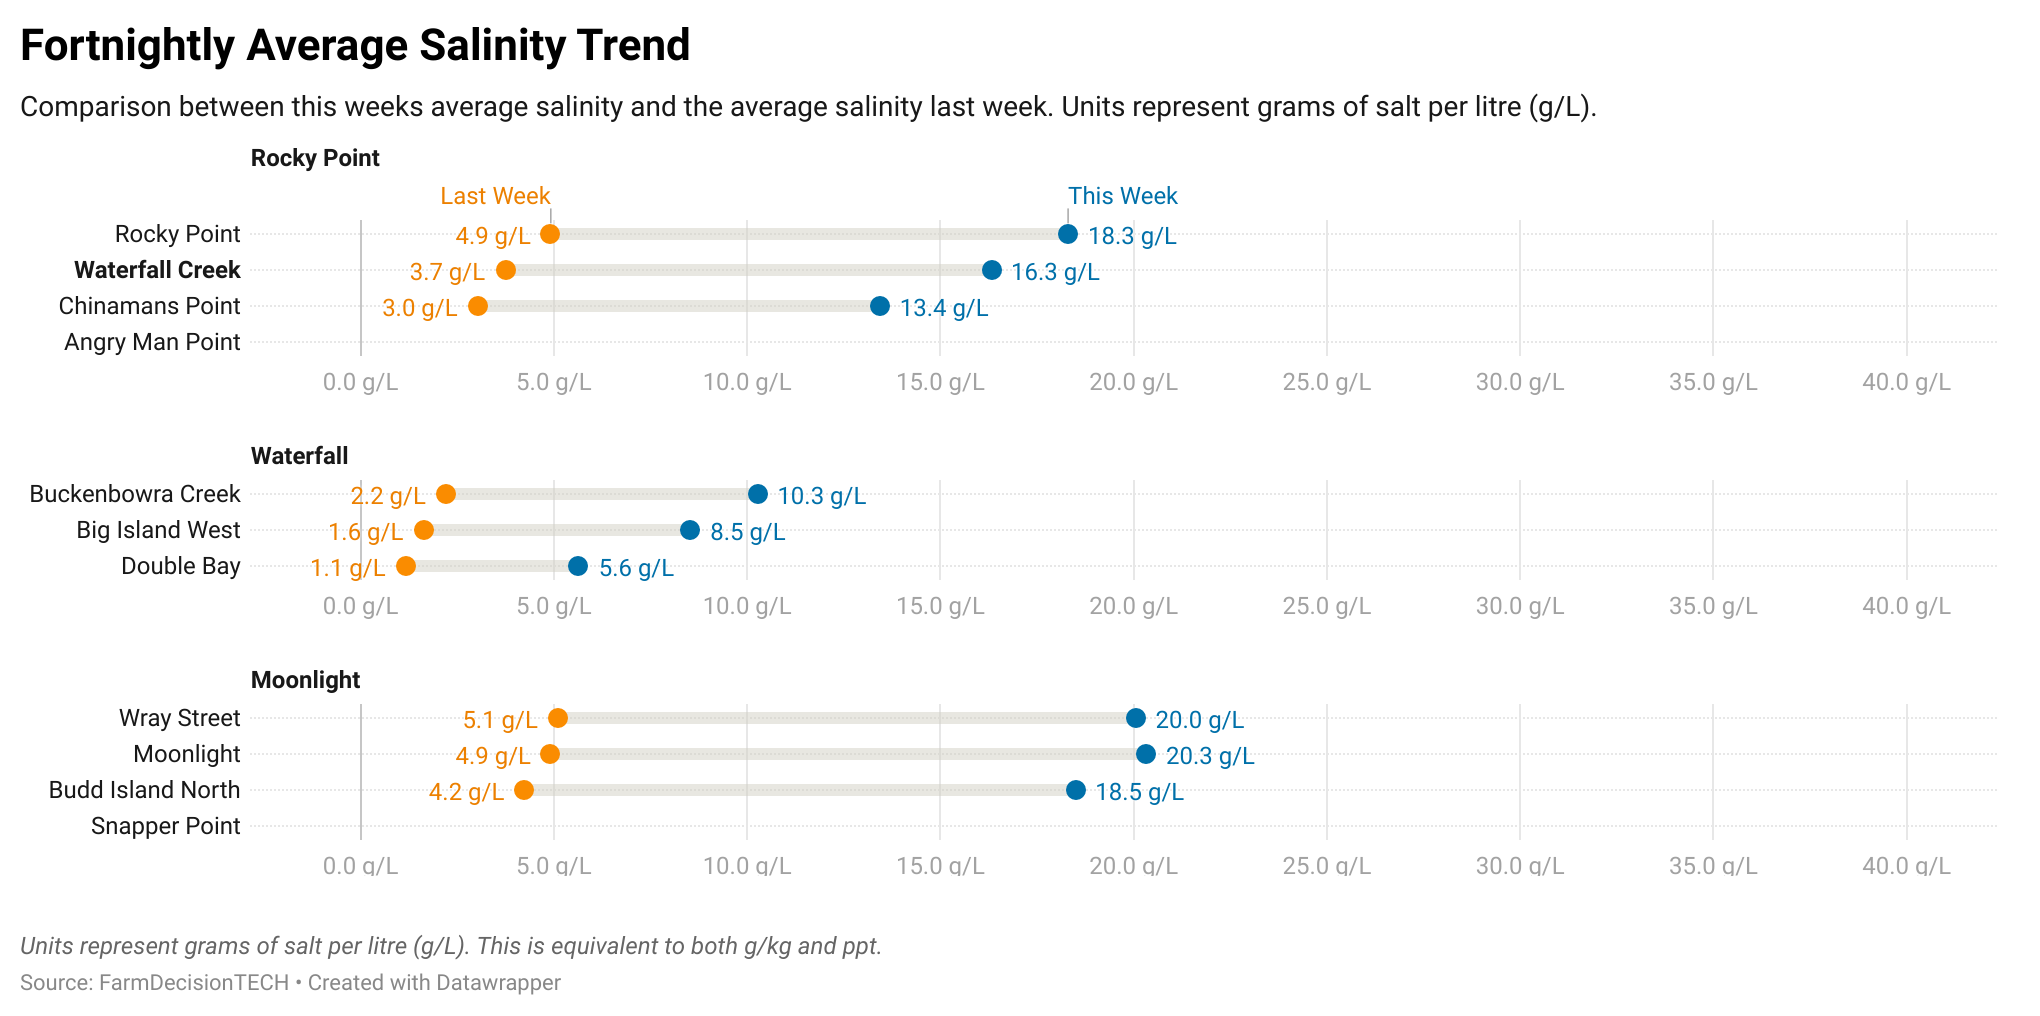 Fortnightly Average Salinity Trend
Comparison between this weeks average salinity and the average salinity last week. Units represent grams of salt per litre (g/L).
Rocky Point
Last Week This Week
Rocky Point 4.9 g/L 18.3 g/L
Waterfall Creek 3.7 g/L 16.3 g/L
Chinamans Point 3.0 g/L 13.4 g/L
Angry Man Point
0.0 g/L 5.0 g/L 10.0 g/L 15.0 g/L 20.0 g/L 25.0 g/L 30.0 g/L 35.0 g/L 40.0 g/L
Waterfall
Buckenbowra Creek 2.2 g/L 10.3 g/L
Big Island West 1.6 g/L 8.5 g/L
Double Bay 1.1 g/L 5.6 g/L
0.0 g/L 5.0 g/L 10.0 g/L 15.0 g/L 20.0 g/L 25.0 g/L 30.0 g/L 35.0 g/L 40.0 g/L
Moonlight
Wray Street 5.1 g/L 20.0 g/L
Moonlight 4.9 g/L 20.3 g/L
Budd Island North 4.2 g/L 18.5 g/L
Snapper Point
0.0 g/L 5.0 g/L 10.0 g/L 15.0 g/L 20.0 g/L 25.0 g/L 30.0 g/L 35.0 g/L 40.0 g/L
Units represent grams of salt per litre (g/L). This is equivalent to both g/kg and ppt.
Source: FarmDecisionTECH • Created with Datawrapper